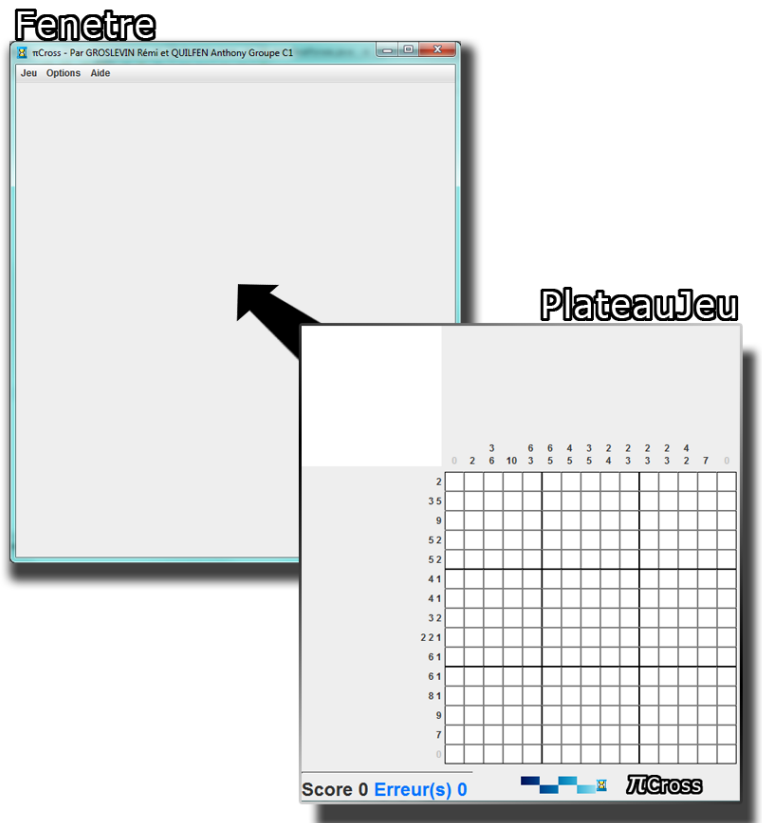 Fenetre
πCross - Par GROSLEVIN Rémi et QUILFEN Anthony Groupe C1
Jeu Options Aide
PlateauJeu
3 6 6 4 3 2 2 2 2 4
0 2 6 10 3 5 5 5 4 3 3 3 2 7 0
2
3 5
9
5 2
5 2
4 1
4 1
3 2
2 2 1
6 1
6 1
8 1
9
7
0
Score 0 Erreur(s) 0
πCross